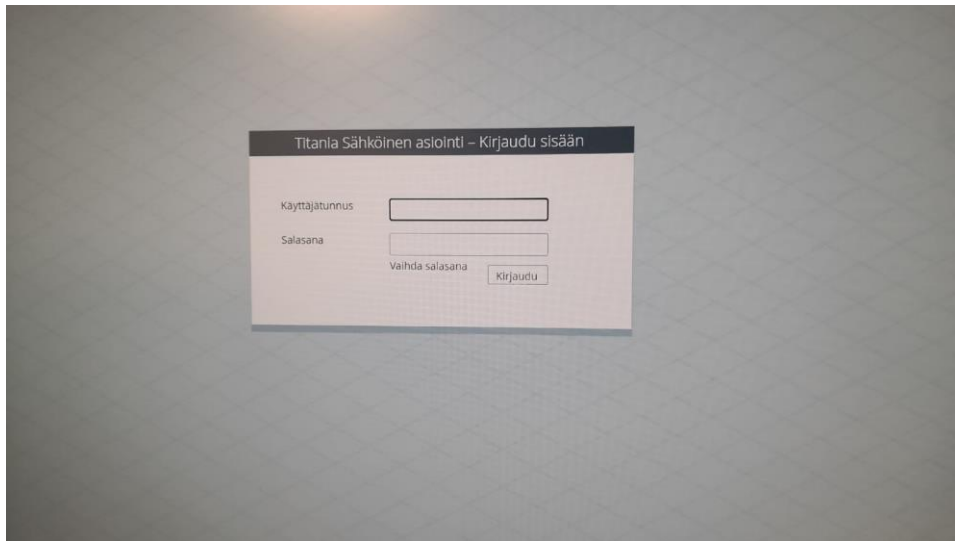 Titania Sähköinen asiointi – Kirjaudu sisään
Käyttäjätunnus
Salasana
Vaihda salasana
Kirjaudu